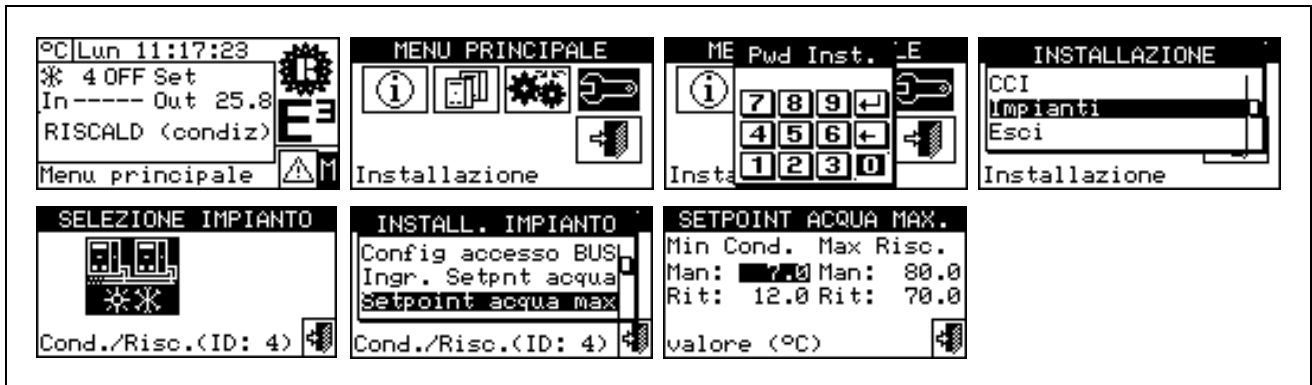 °C Lun 11:17:23
4 OFF Set
In ----- Out 25.8
RISCALD (condiz)
E³
Menu principale
M
MENU PRINCIPALE
i
Installazione
ME Pwd Inst. LE
i
7 8 9
4 5 6
1 2 3 0
Insta
INSTALLAZIONE
CCI
Impianti
Esci
Installazione
SELEZIONE IMPIANTO
Cond./Risc.(ID: 4)
INSTALL. IMPIANTO
Config accesso BUS
Ingr. Setpnt acqua
Setpoint acqua max
Cond./Risc.(ID: 4)
SETPOINT ACQUA MAX.
Min Cond. Max Risc.
Man: 7.0 Man: 80.0
Rit: 12.0 Rit: 70.0
valore (°C)